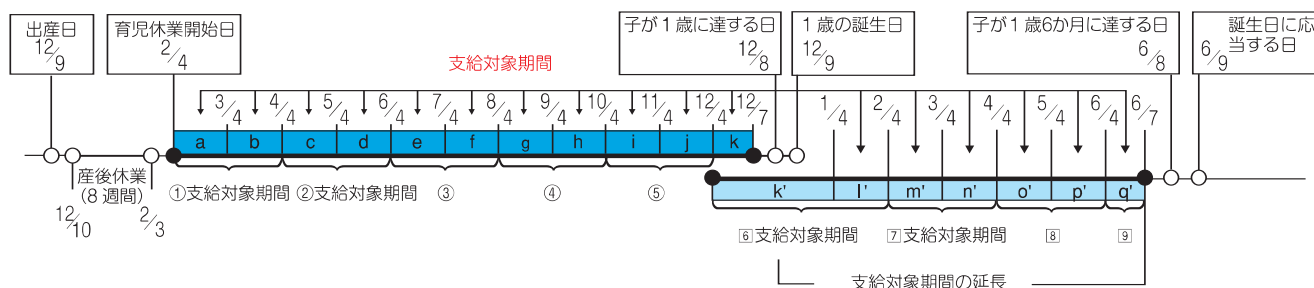 出産日
12/9
育児休業開始日
2/4
支給対象期間
子が1歳に達する日
12/8
1歳の誕生日
12/9
子が1歳6か月に達する日
6/8
誕生日に応
当する日
6/9
3/4 4/4 5/4 6/4 7/4 8/4 9/4 10/4 11/4 12/4 12/7
1/4 2/4 3/4 4/4 5/4 6/4 6/7
a b c d e f g h i j k
産後休業
(8週間)
12/10
2/3
①支給対象期間 ②支給対象期間 ③ ④ ⑤
k' l' m' n' o' p' q'
6支給対象期間 7支給対象期間 8 9
支給対象期間の延長